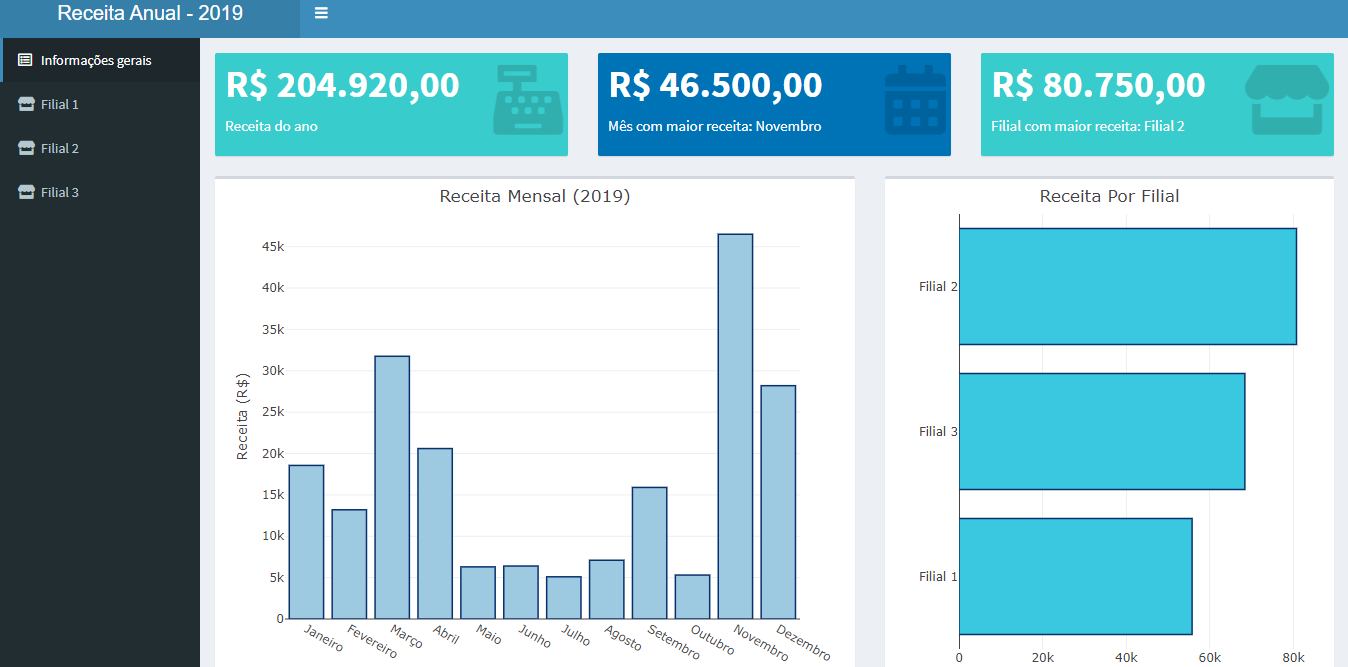 Receita Anual - 2019
Informações gerais
Filial 1
Filial 2
Filial 3
R$ 204.920,00
Receita do ano
R$ 46.500,00
Mês com maior receita: Novembro
R$ 80.750,00
Filial com maior receita: Filial 2
Receita Mensal (2019)
Receita (R$)
45k
40k
35k
30k
25k
20k
15k
10k
5k
0
Janeiro
Fevereiro
Março
Abril
Maio
Junho
Julho
Agosto
Setembro
Outubro
Novembro
Dezembro
Receita Por Filial
Filial 2
Filial 3
Filial 1
0
20k
40k
60k
80k